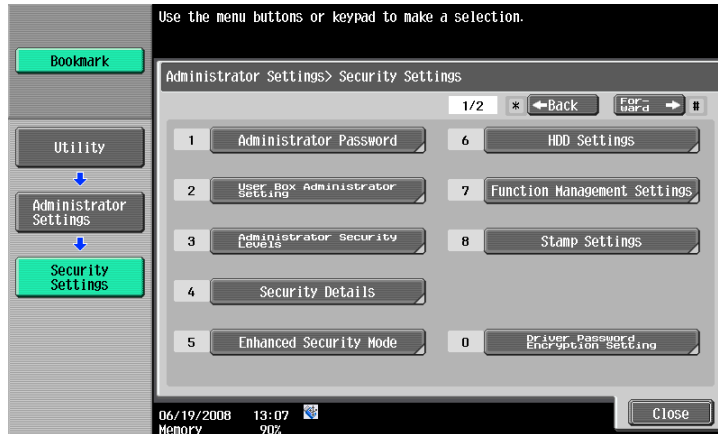 Use the menu buttons or keypad to make a selection.
Bookmark
Administrator Settings> Security Settings
1/2 * ←Back For-ward → #
Utility
Administrator
Settings
Security
Settings
1 Administrator Password
2 User Box Administrator
Setting
3 Administrator Security
Levels
4 Security Details
5 Enhanced Security Mode
6 HDD Settings
7 Function Management Settings
8 Stamp Settings
0 Driver Password
Encryption Setting
Close
06/19/2008 13:07
Memory 90%